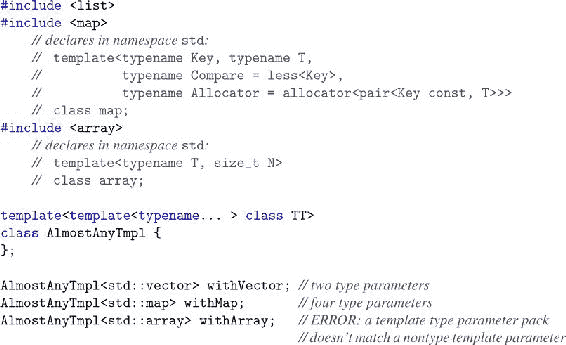 #include <list>
#include <map>
// declares in namespace std:
// template<typename Key, typename T,
// typename Compare = less<Key>,
// typename Allocator = allocator<pair<Key const, T>>>
// class map;
#include <array>
// declares in namespace std:
// template<typename T, size_t N>
// class array;
template<template<typename... > class TT>
class AlmostAnyTmpl {
};
AlmostAnyTmpl<std::vector> withVector; // two type parameters
AlmostAnyTmpl<std::map> withMap; // four type parameters
AlmostAnyTmpl<std::array> withArray; // ERROR: a template type parameter pack
// doesn't match a nontype template parameter